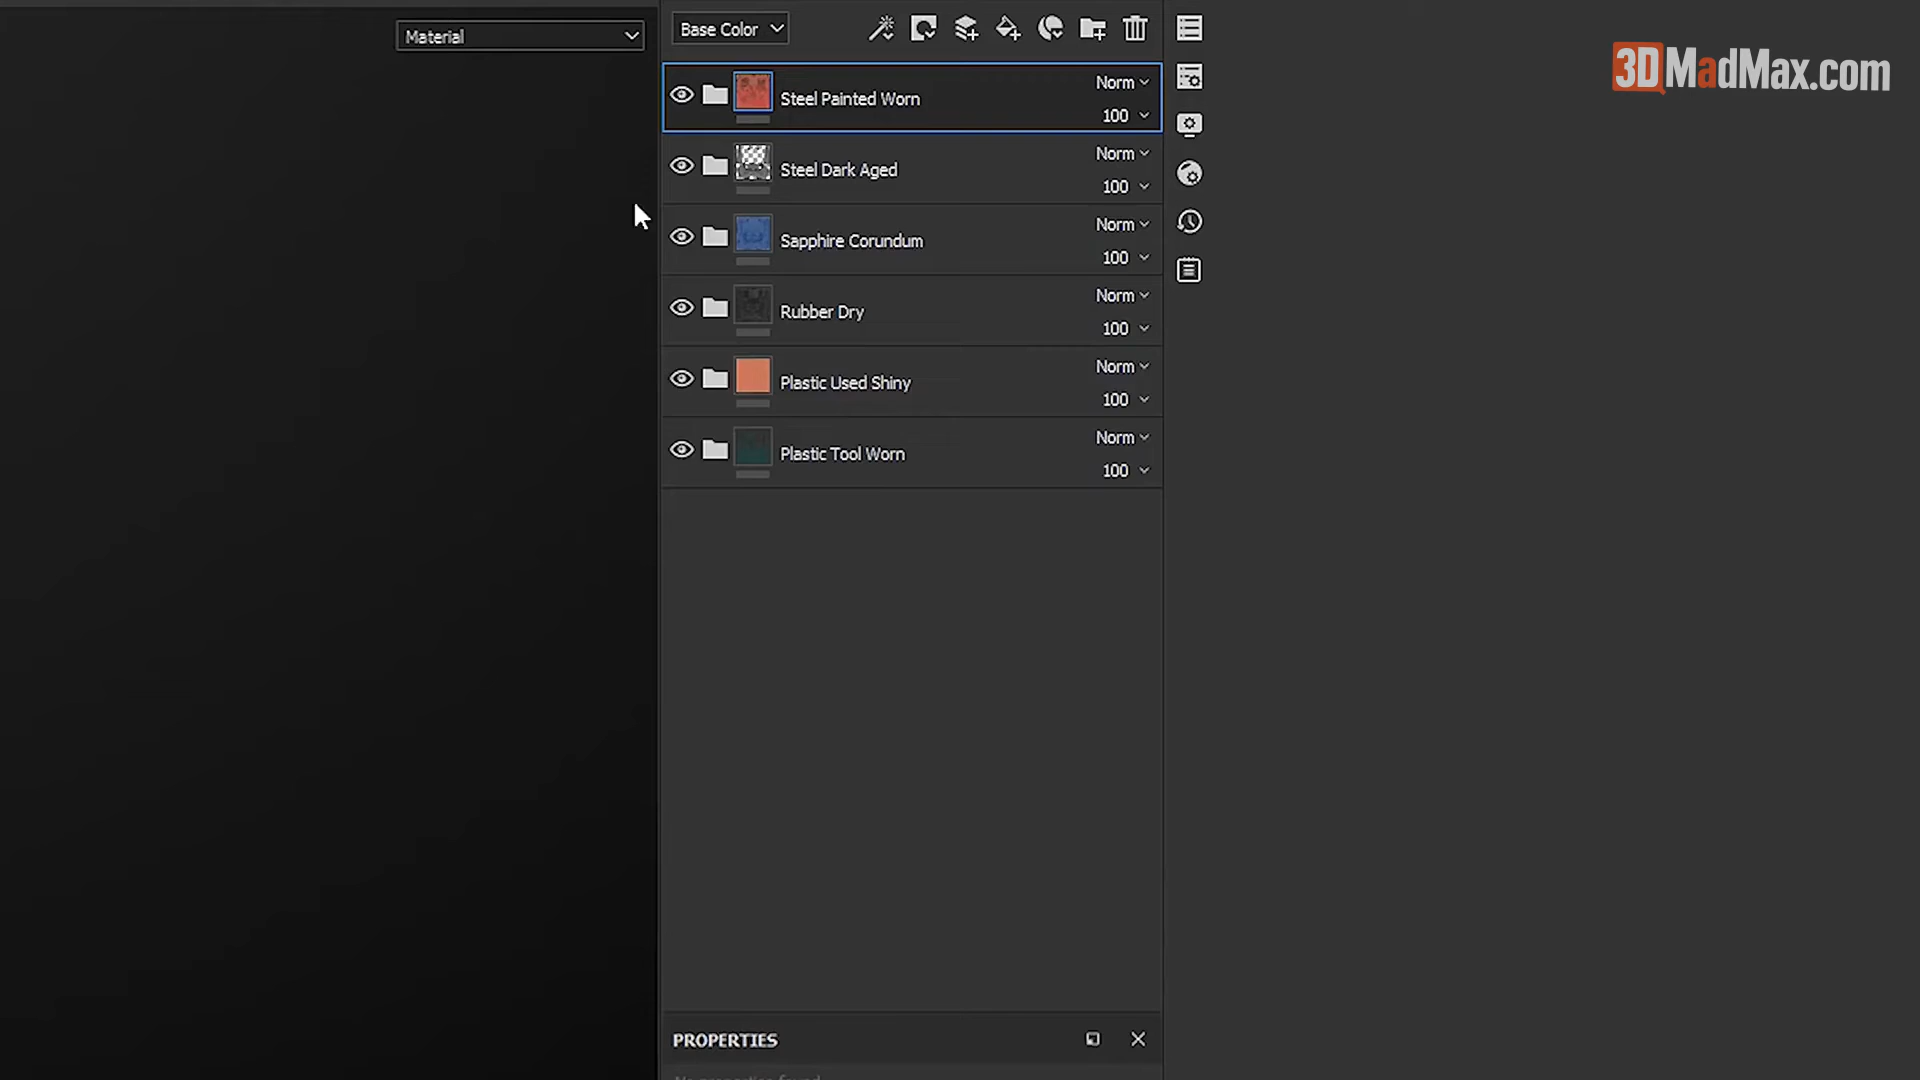 Material
Base Color
3DMadMax.com
Steel Painted Worn
Norm
100
Steel Dark Aged
Norm
100
Sapphire Corundum
Norm
100
Rubber Dry
Norm
100
Plastic Used Shiny
Norm
100
Plastic Tool Worn
Norm
100
PROPERTIES